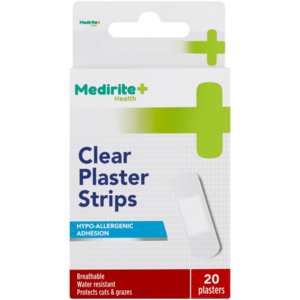 Medirite+
Medirite+
Health
Clear
Plaster
Strips
HYPO-ALLERGENIC
ADHESION
Breathable
Water resistant
Protects cuts & grazes
20
plasters